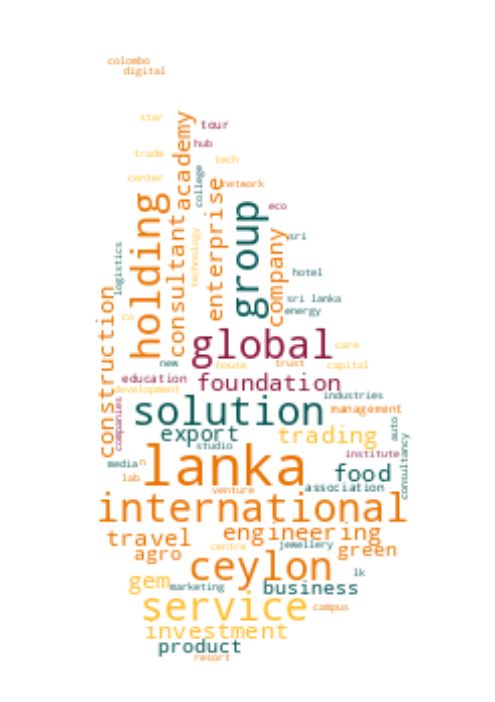 colombo
digital
star
academy
tour
hub
trade
tech
center
college
network
holding
consultant
enterprise
group
eco
company
sri
technology
logistics
hotel
construction
sri lanka
energy
co
global
care
new
house
trust
capital
education
foundation
development
industries
companies
solution
management
export
trading
auto
studio
consultancy
institute
lanka
media
n
food
lab
association
venture
international
travel
engineering
agro
centre
jewellery
green
ceylon
lk
gem
marketing
business
service
campus
investment
product
resort